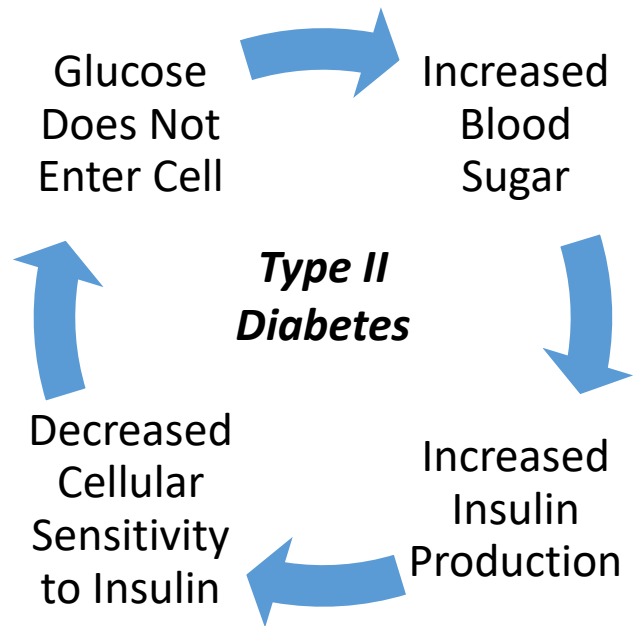 Glucose
Does Not
Enter Cell
Increased
Blood
Sugar
Type II
Diabetes
Decreased
Cellular
Sensitivity
to Insulin
Increased
Insulin
Production